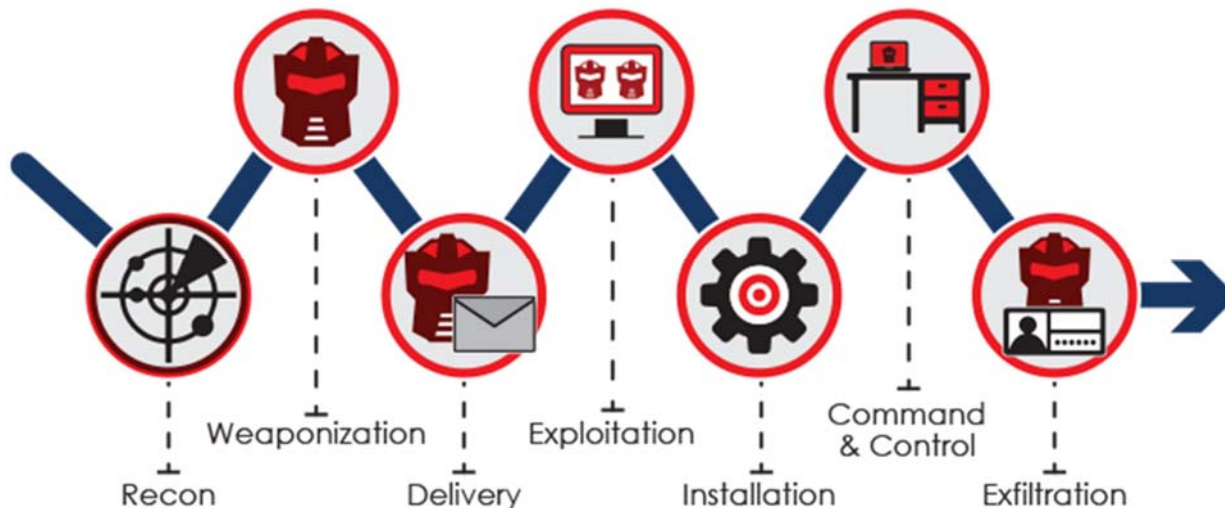 Recon
Weaponization
Delivery
Exploitation
Installation
Command
& Control
Exfiltration